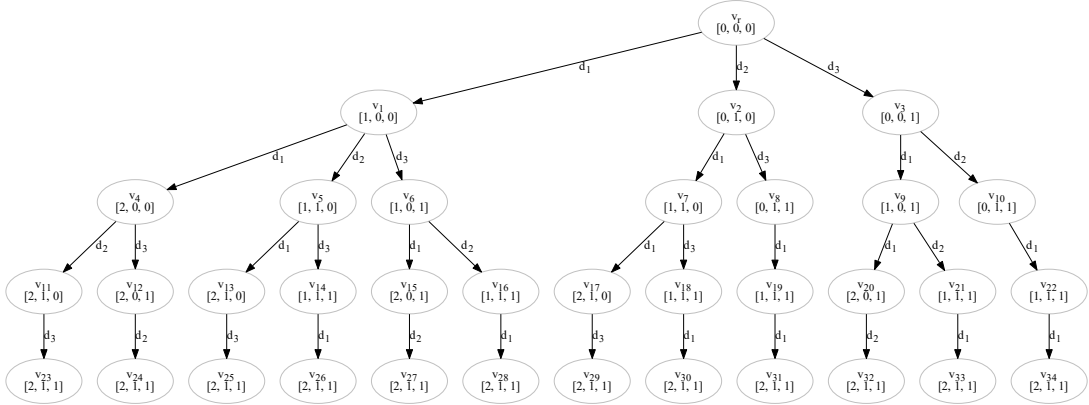 v_r
[0, 0, 0]
d_1
d_2
d_3
v_1
[1, 0, 0]
v_2
[0, 1, 0]
v_3
[0, 0, 1]
d_1
d_2
d_3
d_1
d_3
d_1
d_2
v_4
[2, 0, 0]
v_5
[1, 1, 0]
v_6
[1, 0, 1]
v_7
[1, 1, 0]
v_8
[0, 1, 1]
v_9
[1, 0, 1]
v_10
[0, 1, 1]
d_2
d_3
d_1
d_3
d_1
d_2
d_1
d_3
d_1
d_1
d_2
d_1
v_11
[2, 1, 0]
v_12
[2, 0, 1]
v_13
[2, 1, 0]
v_14
[1, 1, 1]
v_15
[2, 0, 1]
v_16
[1, 1, 1]
v_17
[2, 1, 0]
v_18
[1, 1, 1]
v_19
[1, 1, 1]
v_20
[2, 0, 1]
v_21
[1, 1, 1]
v_22
[1, 1, 1]
d_3
d_2
d_3
d_1
d_2
d_1
d_3
d_1
d_1
d_2
d_1
d_1
v_23
[2, 1, 1]
v_24
[2, 1, 1]
v_25
[2, 1, 1]
v_26
[2, 1, 1]
v_27
[2, 1, 1]
v_28
[2, 1, 1]
v_29
[2, 1, 1]
v_30
[2, 1, 1]
v_31
[2, 1, 1]
v_32
[2, 1, 1]
v_33
[2, 1, 1]
v_34
[2, 1, 1]